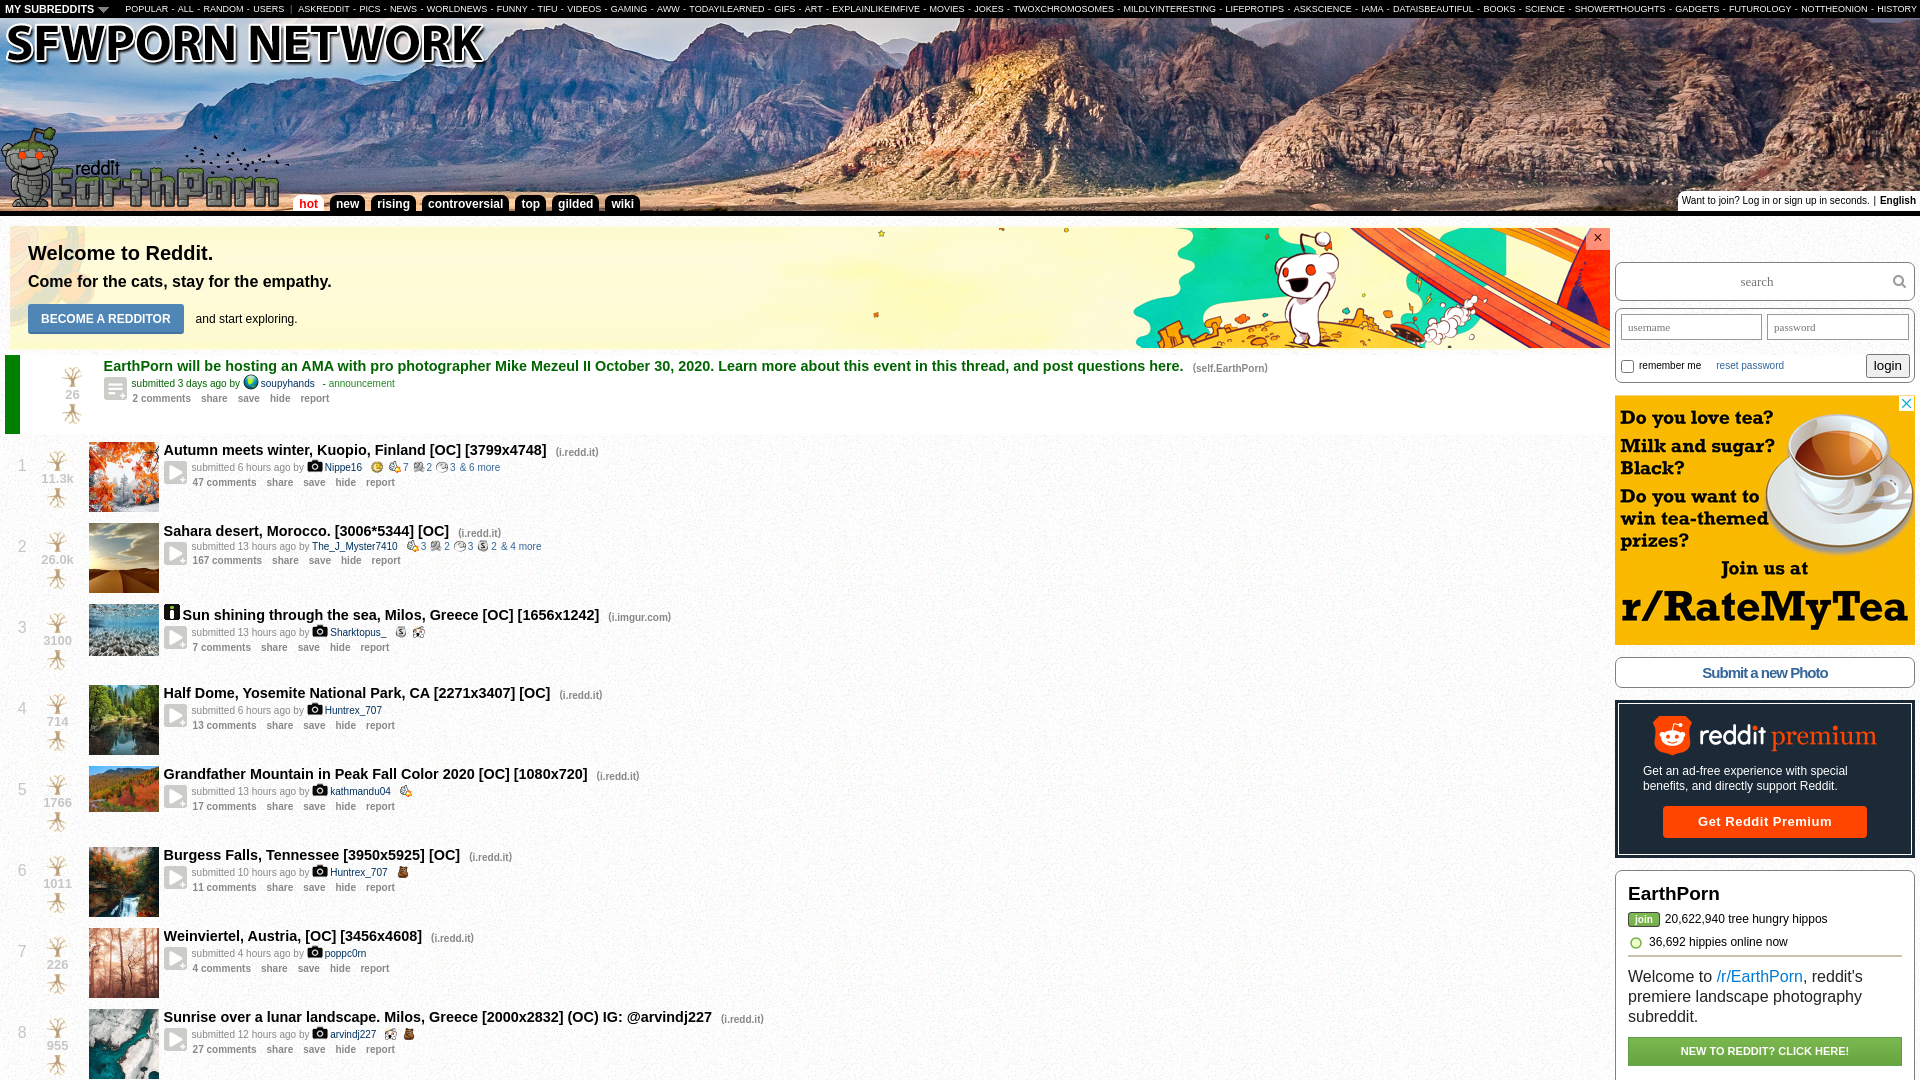 MY SUBREDDITS POPULAR - ALL - RANDOM - USERS | ASKREDDIT - PICS - NEWS - WORLDNEWS - FUNNY - TIFU - VIDEOS - GAMING - AWW - TODAYILEARNED - GIFS - ART - EXPLAINLIKEIMFIVE - MOVIES - JOKES - TWOXCHROMOSOMES - MILDLYINTERESTING - LIFEPROTIPS - ASKSCIENCE - IAMA - DATAISBEAUTIFUL - BOOKS - SCIENCE - SHOWERTHOUGHTS - GADGETS - FUTUROLOGY - NOTTHEONION - HISTORY
SFWPORN NETWORK
reddit
EarthPorn
hot new rising controversial top gilded wiki
Want to join? Log in or sign up in seconds. | English
Welcome to Reddit.
Come for the cats, stay for the empathy.
BECOME A REDDITOR and start exploring.
×
EarthPorn will be hosting an AMA with pro photographer Mike Mezeul II October 30, 2020. Learn more about this event in this thread, and post questions here. (self.EarthPorn)
26
submitted 3 days ago by soupyhands - announcement
2 comments share save hide report
1
11.3k
Autumn meets winter, Kuopio, Finland [OC] [3799x4748] (i.redd.it)
submitted 6 hours ago by Nippe16 7 2 3 & 6 more
47 comments share save hide report
2
26.0k
Sahara desert, Morocco. [3006*5344] [OC] (i.redd.it)
submitted 13 hours ago by The_J_Myster7410 3 2 3 2 & 4 more
167 comments share save hide report
3
3100
Sun shining through the sea, Milos, Greece [OC] [1656x1242] (i.imgur.com)
submitted 13 hours ago by Sharktopus_
7 comments share save hide report
4
714
Half Dome, Yosemite National Park, CA [2271x3407] [OC] (i.redd.it)
submitted 6 hours ago by Huntrex_707
13 comments share save hide report
5
1766
Grandfather Mountain in Peak Fall Color 2020 [OC] [1080x720] (i.redd.it)
submitted 13 hours ago by kathmandu04
17 comments share save hide report
6
1011
Burgess Falls, Tennessee [3950x5925] [OC] (i.redd.it)
submitted 10 hours ago by Huntrex_707
11 comments share save hide report
7
226
Weinviertel, Austria, [OC] [3456x4608] (i.redd.it)
submitted 4 hours ago by poppc0rn
4 comments share save hide report
8
955
Sunrise over a lunar landscape. Milos, Greece [2000x2832] (OC) IG: @arvindj227 (i.redd.it)
submitted 12 hours ago by arvindj227
27 comments share save hide report
search
username password
remember me reset password login
Do you love tea?
Milk and sugar?
Black?
Do you want to
win tea-themed
prizes?
Join us at
r/RateMyTea
Submit a new Photo
reddit premium
Get an ad-free experience with special
benefits, and directly support Reddit.
Get Reddit Premium
EarthPorn
join 20,622,940 tree hungry hippos
36,692 hippies online now
Welcome to /r/EarthPorn, reddit's
premiere landscape photography
subreddit.
NEW TO REDDIT? CLICK HERE!